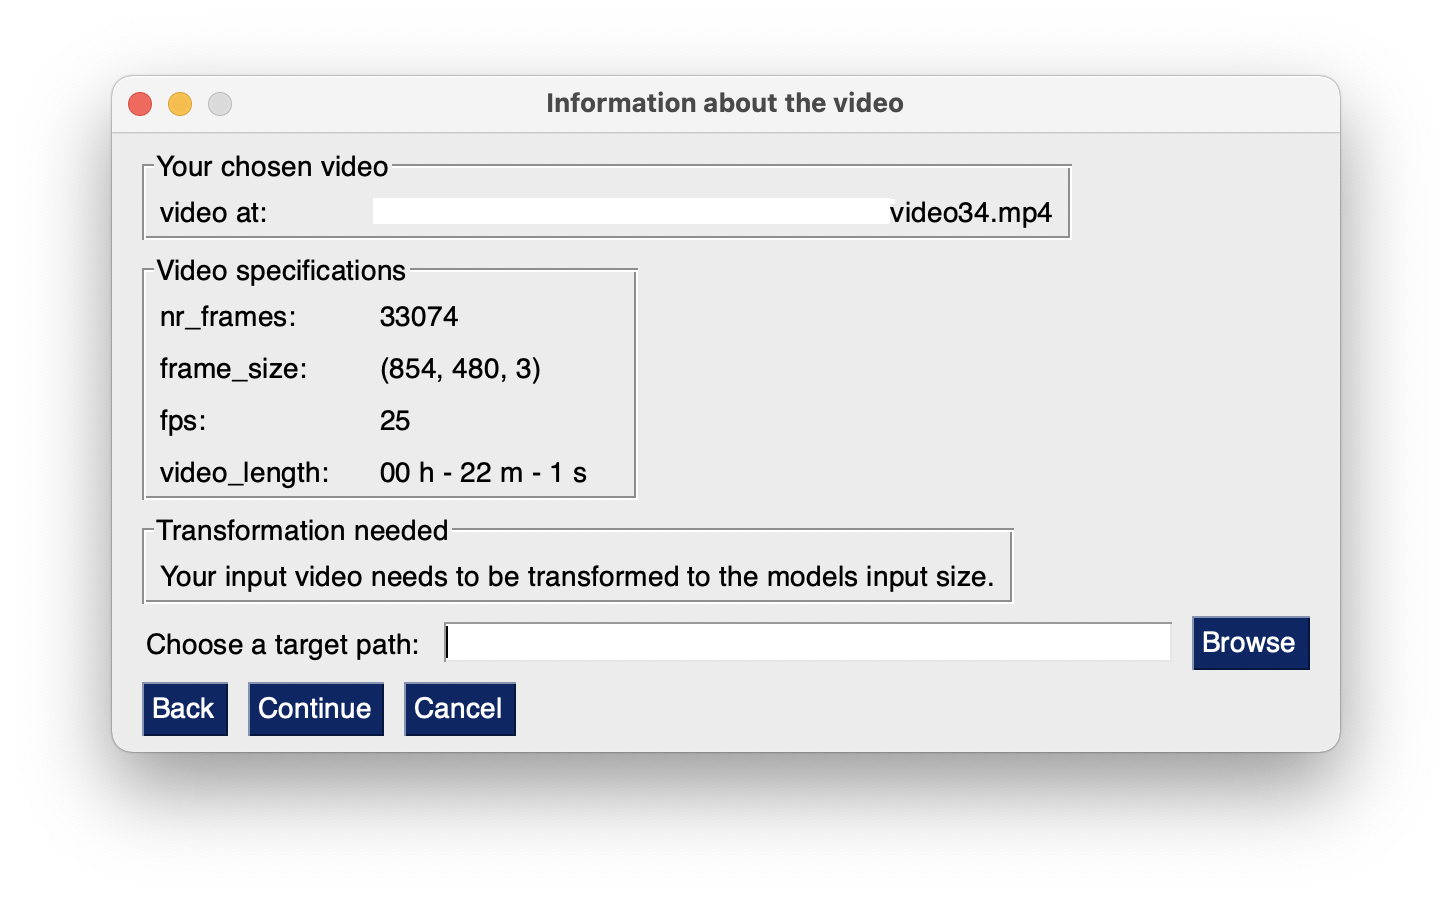 Information about the video
Your chosen video
video at: video34.mp4
Video specifications
nr_frames: 33074
frame_size: (854, 480, 3)
fps: 25
video_length: 00 h - 22 m - 1 s
Transformation needed
Your input video needs to be transformed to the models input size.
Choose a target path: Browse
Back Continue Cancel